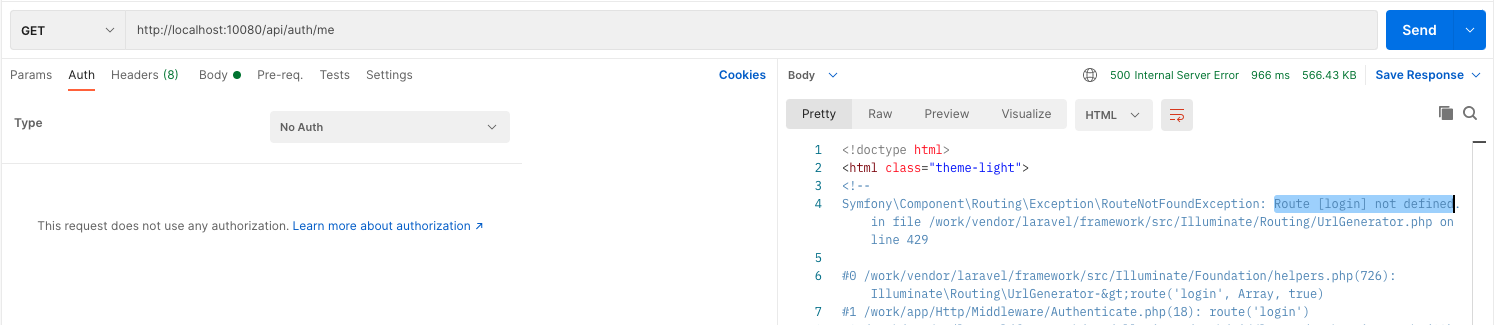 GET http://localhost:10080/api/auth/me Send
Params Auth Headers (8) Body Pre-req. Tests Settings Cookies
Type No Auth
This request does not use any authorization. Learn more about authorization ↗
Body 500 Internal Server Error 966 ms 566.43 KB Save Response
Pretty Raw Preview Visualize HTML
1 <!doctype html>
2 <html class="theme-light">
3 <!--
4 Symfony\Component\Routing\Exception\RouteNotFoundException: Route [login] not defined.
in file /work/vendor/laravel/framework/src/Illuminate/Routing/UrlGenerator.php on
line 429
5
6 #0 /work/vendor/laravel/framework/src/Illuminate/Foundation/helpers.php(726):
Illuminate\Routing\UrlGenerator-&gt;route('login', Array, true)
7 #1 /work/app/Http/Middleware/Authenticate.php(18): route('login')